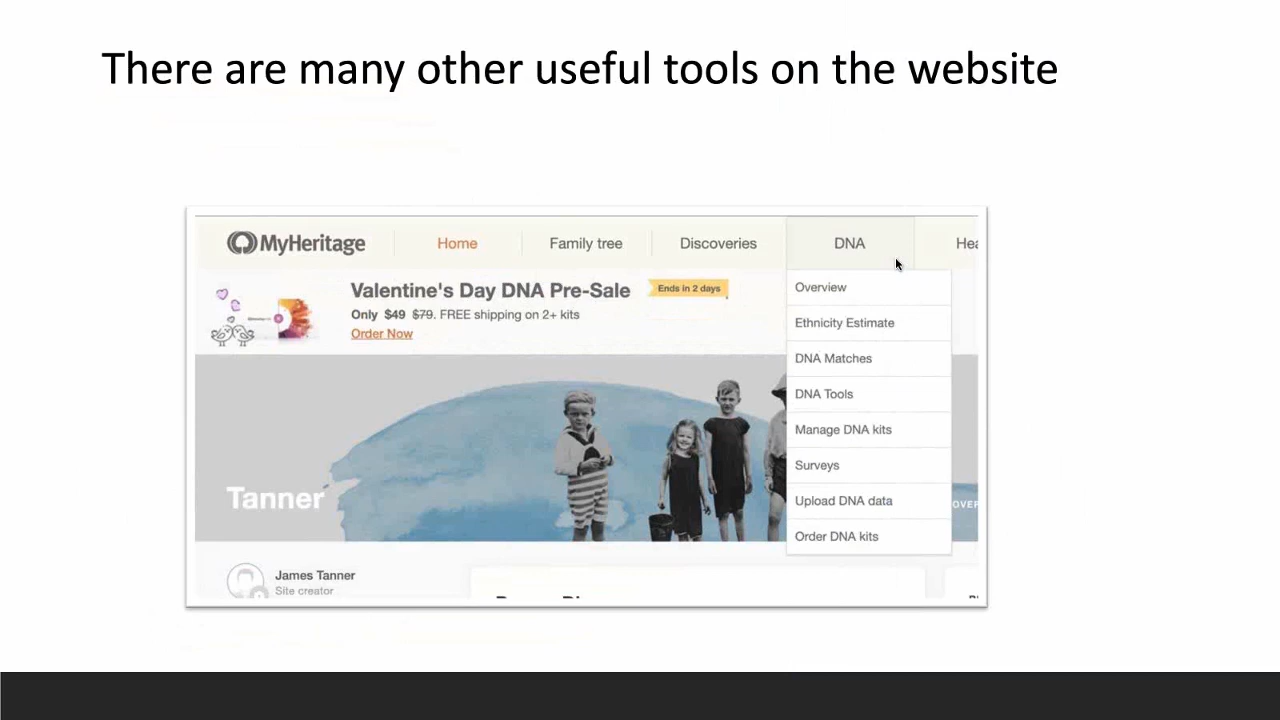 There are many other useful tools on the website
MyHeritage
Home
Family tree
Discoveries
DNA
Hea
Valentine's Day DNA Pre-Sale
Ends in 2 days
Only $49 $79. FREE shipping on 2+ kits
Order Now
Overview
Ethnicity Estimate
DNA Matches
DNA Tools
Manage DNA kits
Surveys
Upload DNA data
Order DNA kits
Tanner
OVER
James Tanner
Site creator